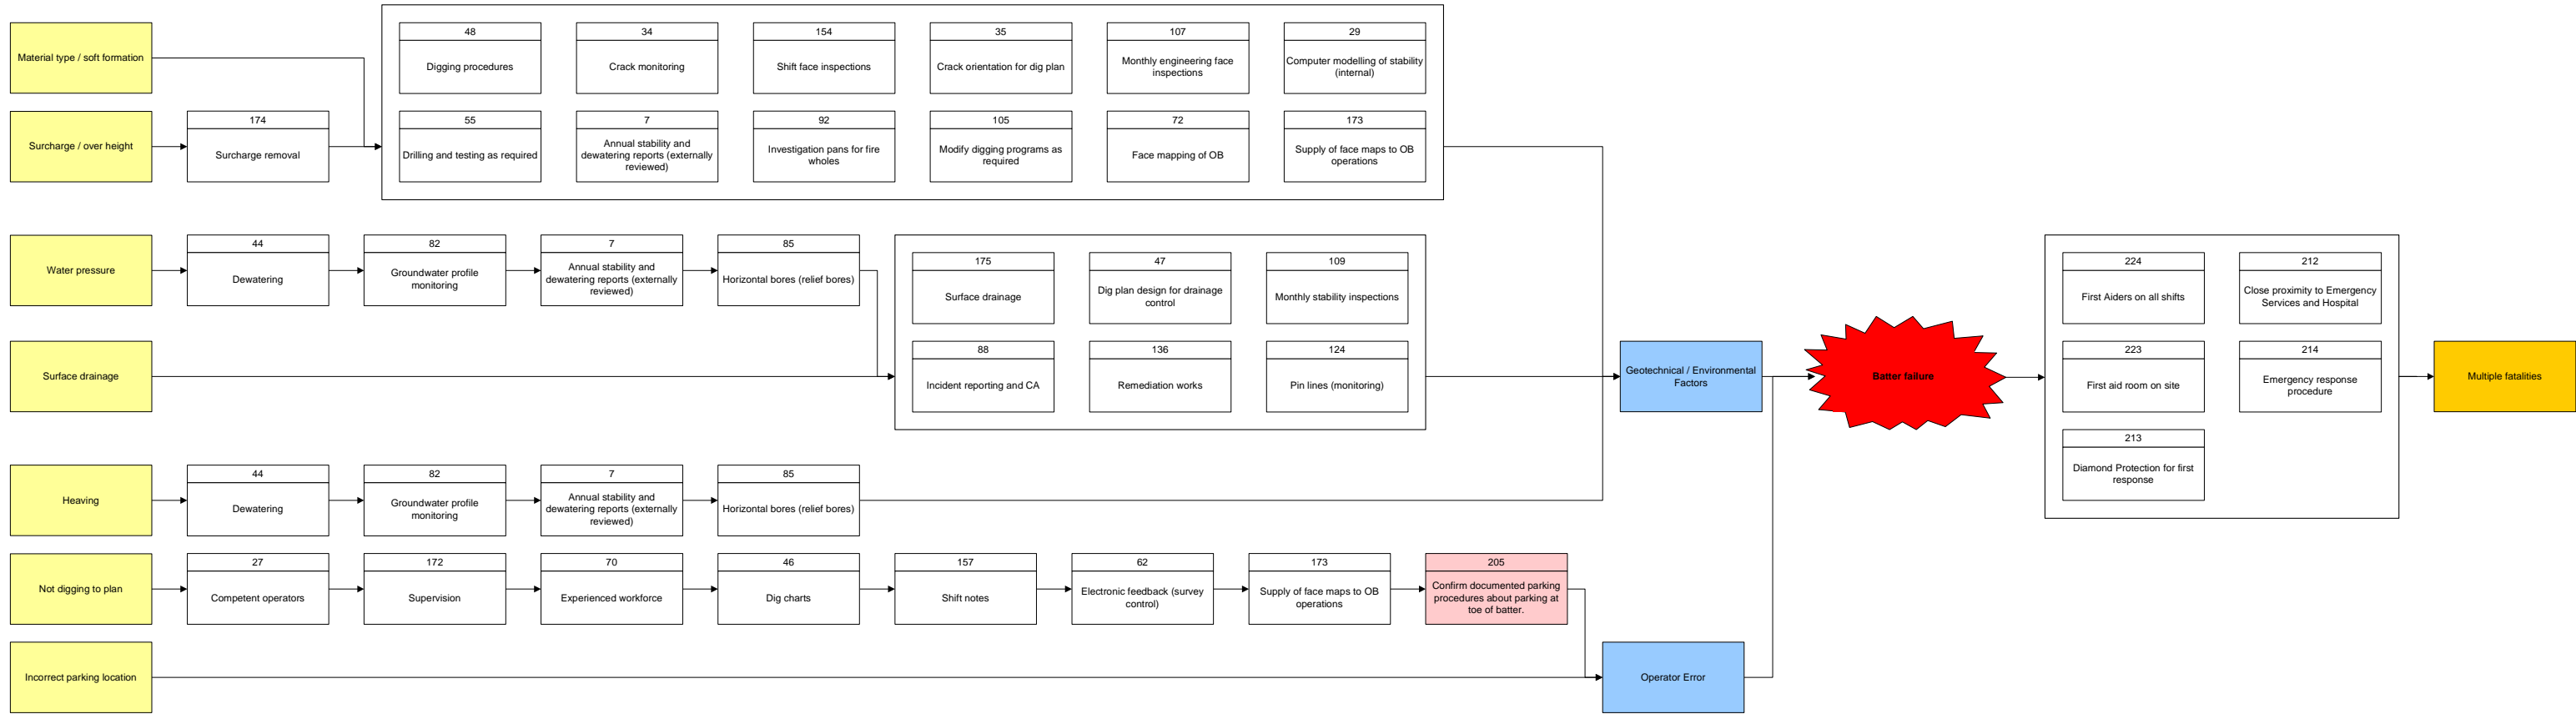 Material type / soft formation
48
Digging procedures
34
Crack monitoring
154
Shift face inspections
35
Crack orientation for dig plan
107
Monthly engineering face
inspections
29
Computer modelling of stability
(internal)
Surcharge / over height
174
Surcharge removal
55
Drilling and testing as required
7
Annual stability and
dewatering reports (externally
reviewed)
92
Investigation pans for fire
wholes
105
Modify digging programs as
required
72
Face mapping of OB
173
Supply of face maps to OB
operations
Water pressure
44
Dewatering
82
Groundwater profile
monitoring
7
Annual stability and
dewatering reports (externally
reviewed)
85
Horizontal bores (relief bores)
175
Surface drainage
47
Dig plan design for drainage
control
109
Monthly stability inspections
Surface drainage
88
Incident reporting and CA
136
Remediation works
124
Pin lines (monitoring)
Geotechnical / Environmental
Factors
Batter failure
224
First Aiders on all shifts
212
Close proximity to Emergency
Services and Hospital
223
First aid room on site
214
Emergency response
procedure
213
Diamond Protection for first
response
Multiple fatalities
Heaving
44
Dewatering
82
Groundwater profile
monitoring
7
Annual stability and
dewatering reports (externally
reviewed)
85
Horizontal bores (relief bores)
Not digging to plan
27
Competent operators
172
Supervision
70
Experienced workforce
46
Dig charts
157
Shift notes
62
Electronic feedback (survey
control)
173
Supply of face maps to OB
operations
205
Confirm documented parking
procedures about parking at
toe of batter.
Incorrect parking location
Operator Error